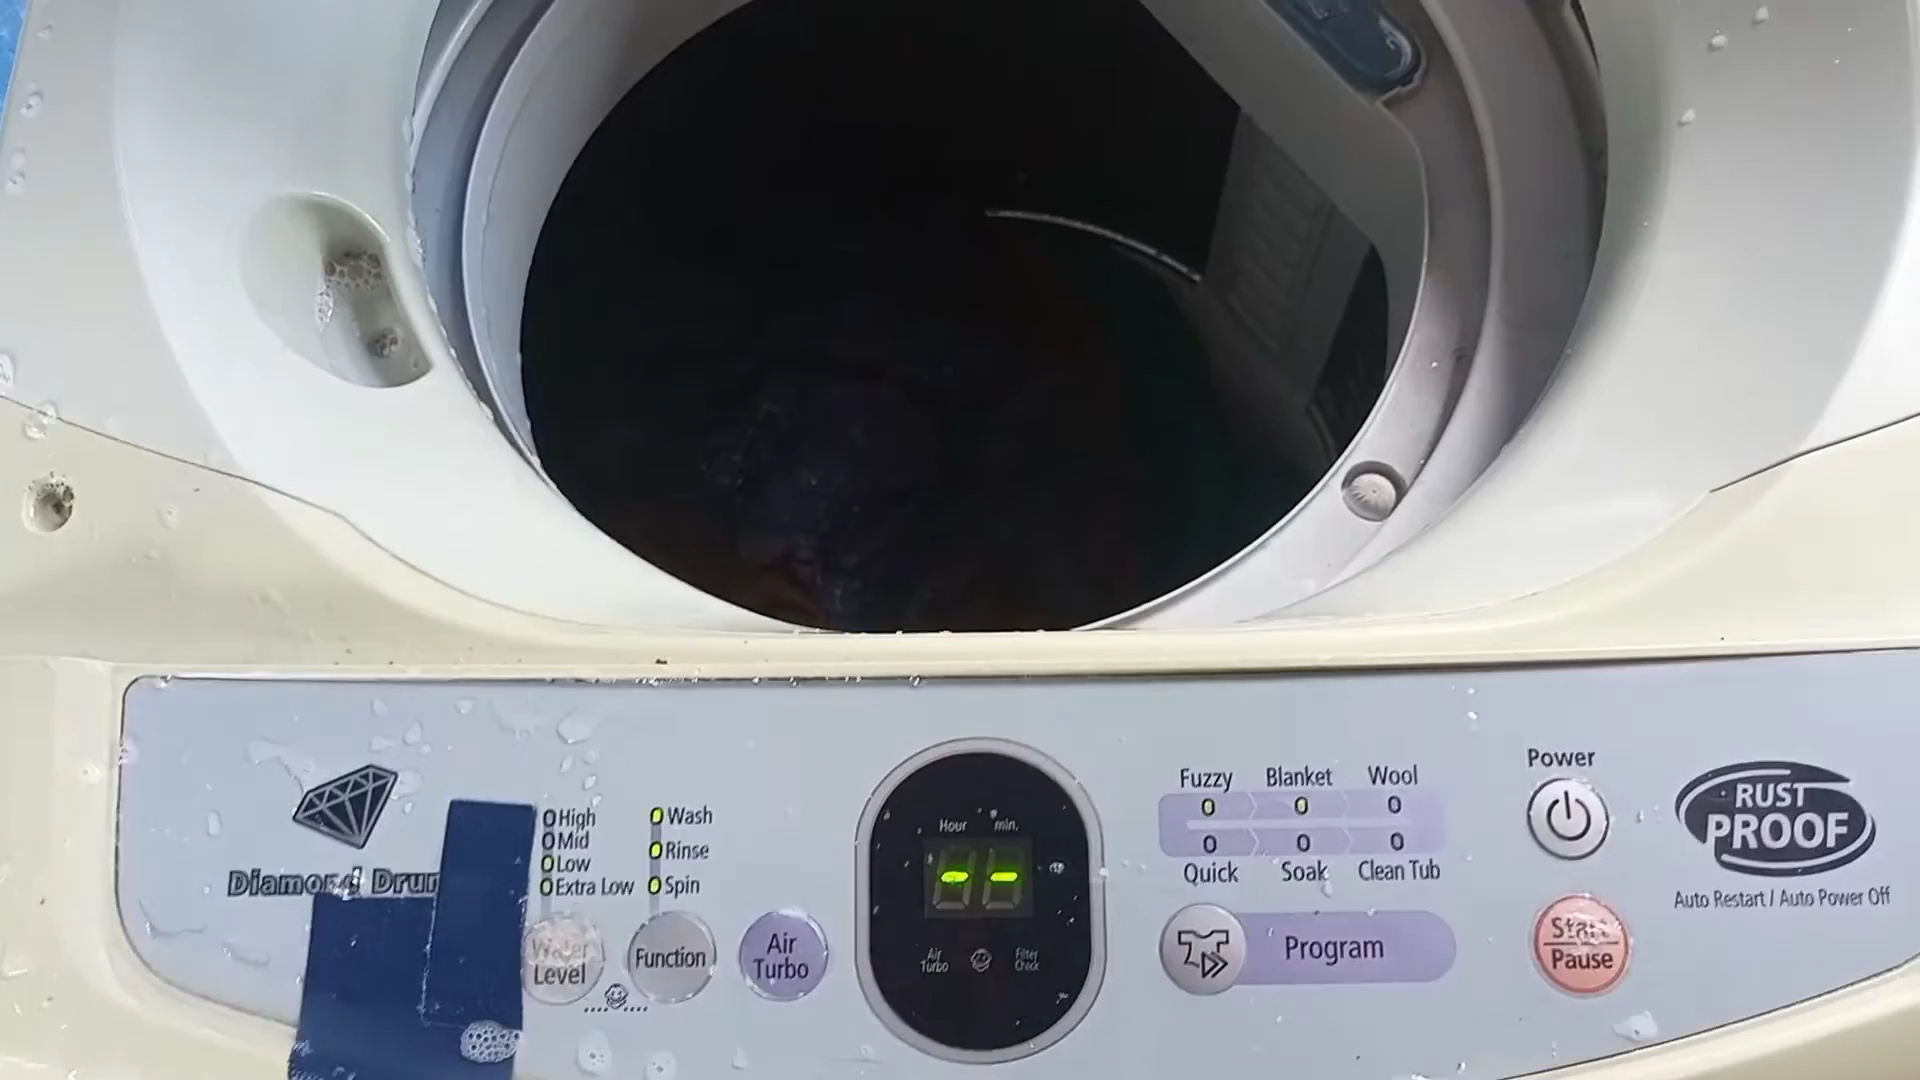 Diamond Drum
High
Mid
Low
Extra Low
Wash
Rinse
Spin
Water
Level
Function
Air
Turbo
Hour min.
--
Air
Turbo
Filter
Check
Fuzzy Blanket Wool
Quick Soak Clean Tub
Program
Power
Start
Pause
RUST
PROOF
Auto Restart / Auto Power Off